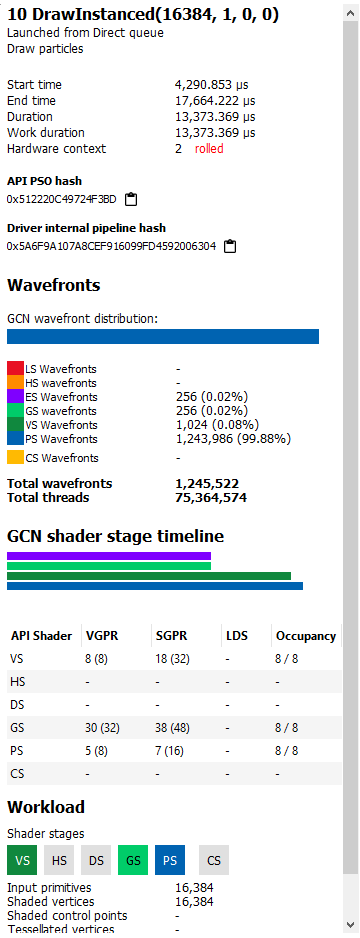 10 DrawInstanced(16384, 1, 0, 0)
Launched from Direct queue
Draw particles
Start time 4,290.853 µs
End time 17,664.222 µs
Duration 13,373.369 µs
Work duration 13,373.369 µs
Hardware context 2 rolled
API PSO hash
0x512220C49724F3BD
Driver internal pipeline hash
0x5A6F9A107A8CEF916099FD4592006304
Wavefronts
GCN wavefront distribution:
LS Wavefronts -
HS wavefronts -
ES Wavefronts 256 (0.02%)
GS wavefronts 256 (0.02%)
VS Wavefronts 1,024 (0.08%)
PS Wavefronts 1,243,986 (99.88%)
CS Wavefronts -
Total wavefronts 1,245,522
Total threads 75,364,574
GCN shader stage timeline
API Shader VGPR SGPR LDS Occupancy
VS 8 (8) 18 (32) - 8 / 8
HS - - - -
DS - - - -
GS 30 (32) 38 (48) - 8 / 8
PS 5 (8) 7 (16) - 8 / 8
CS - - - -
Workload
Shader stages
VS HS DS GS PS CS
Input primitives 16,384
Shaded vertices 16,384
Shaded control points -
Tessellated vertices -